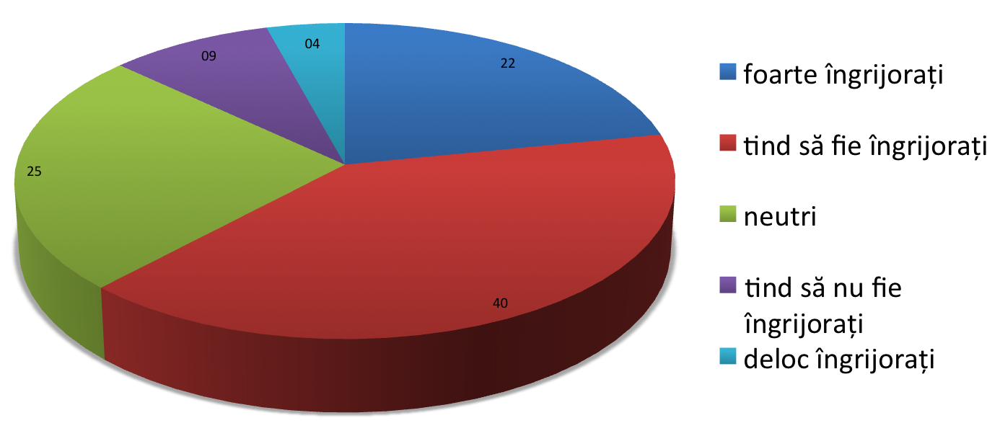 04
09
22
25
40
foarte îngrijorați
tind să fie îngrijorați
neutri
tind să nu fie
îngrijorați
deloc îngrijorați